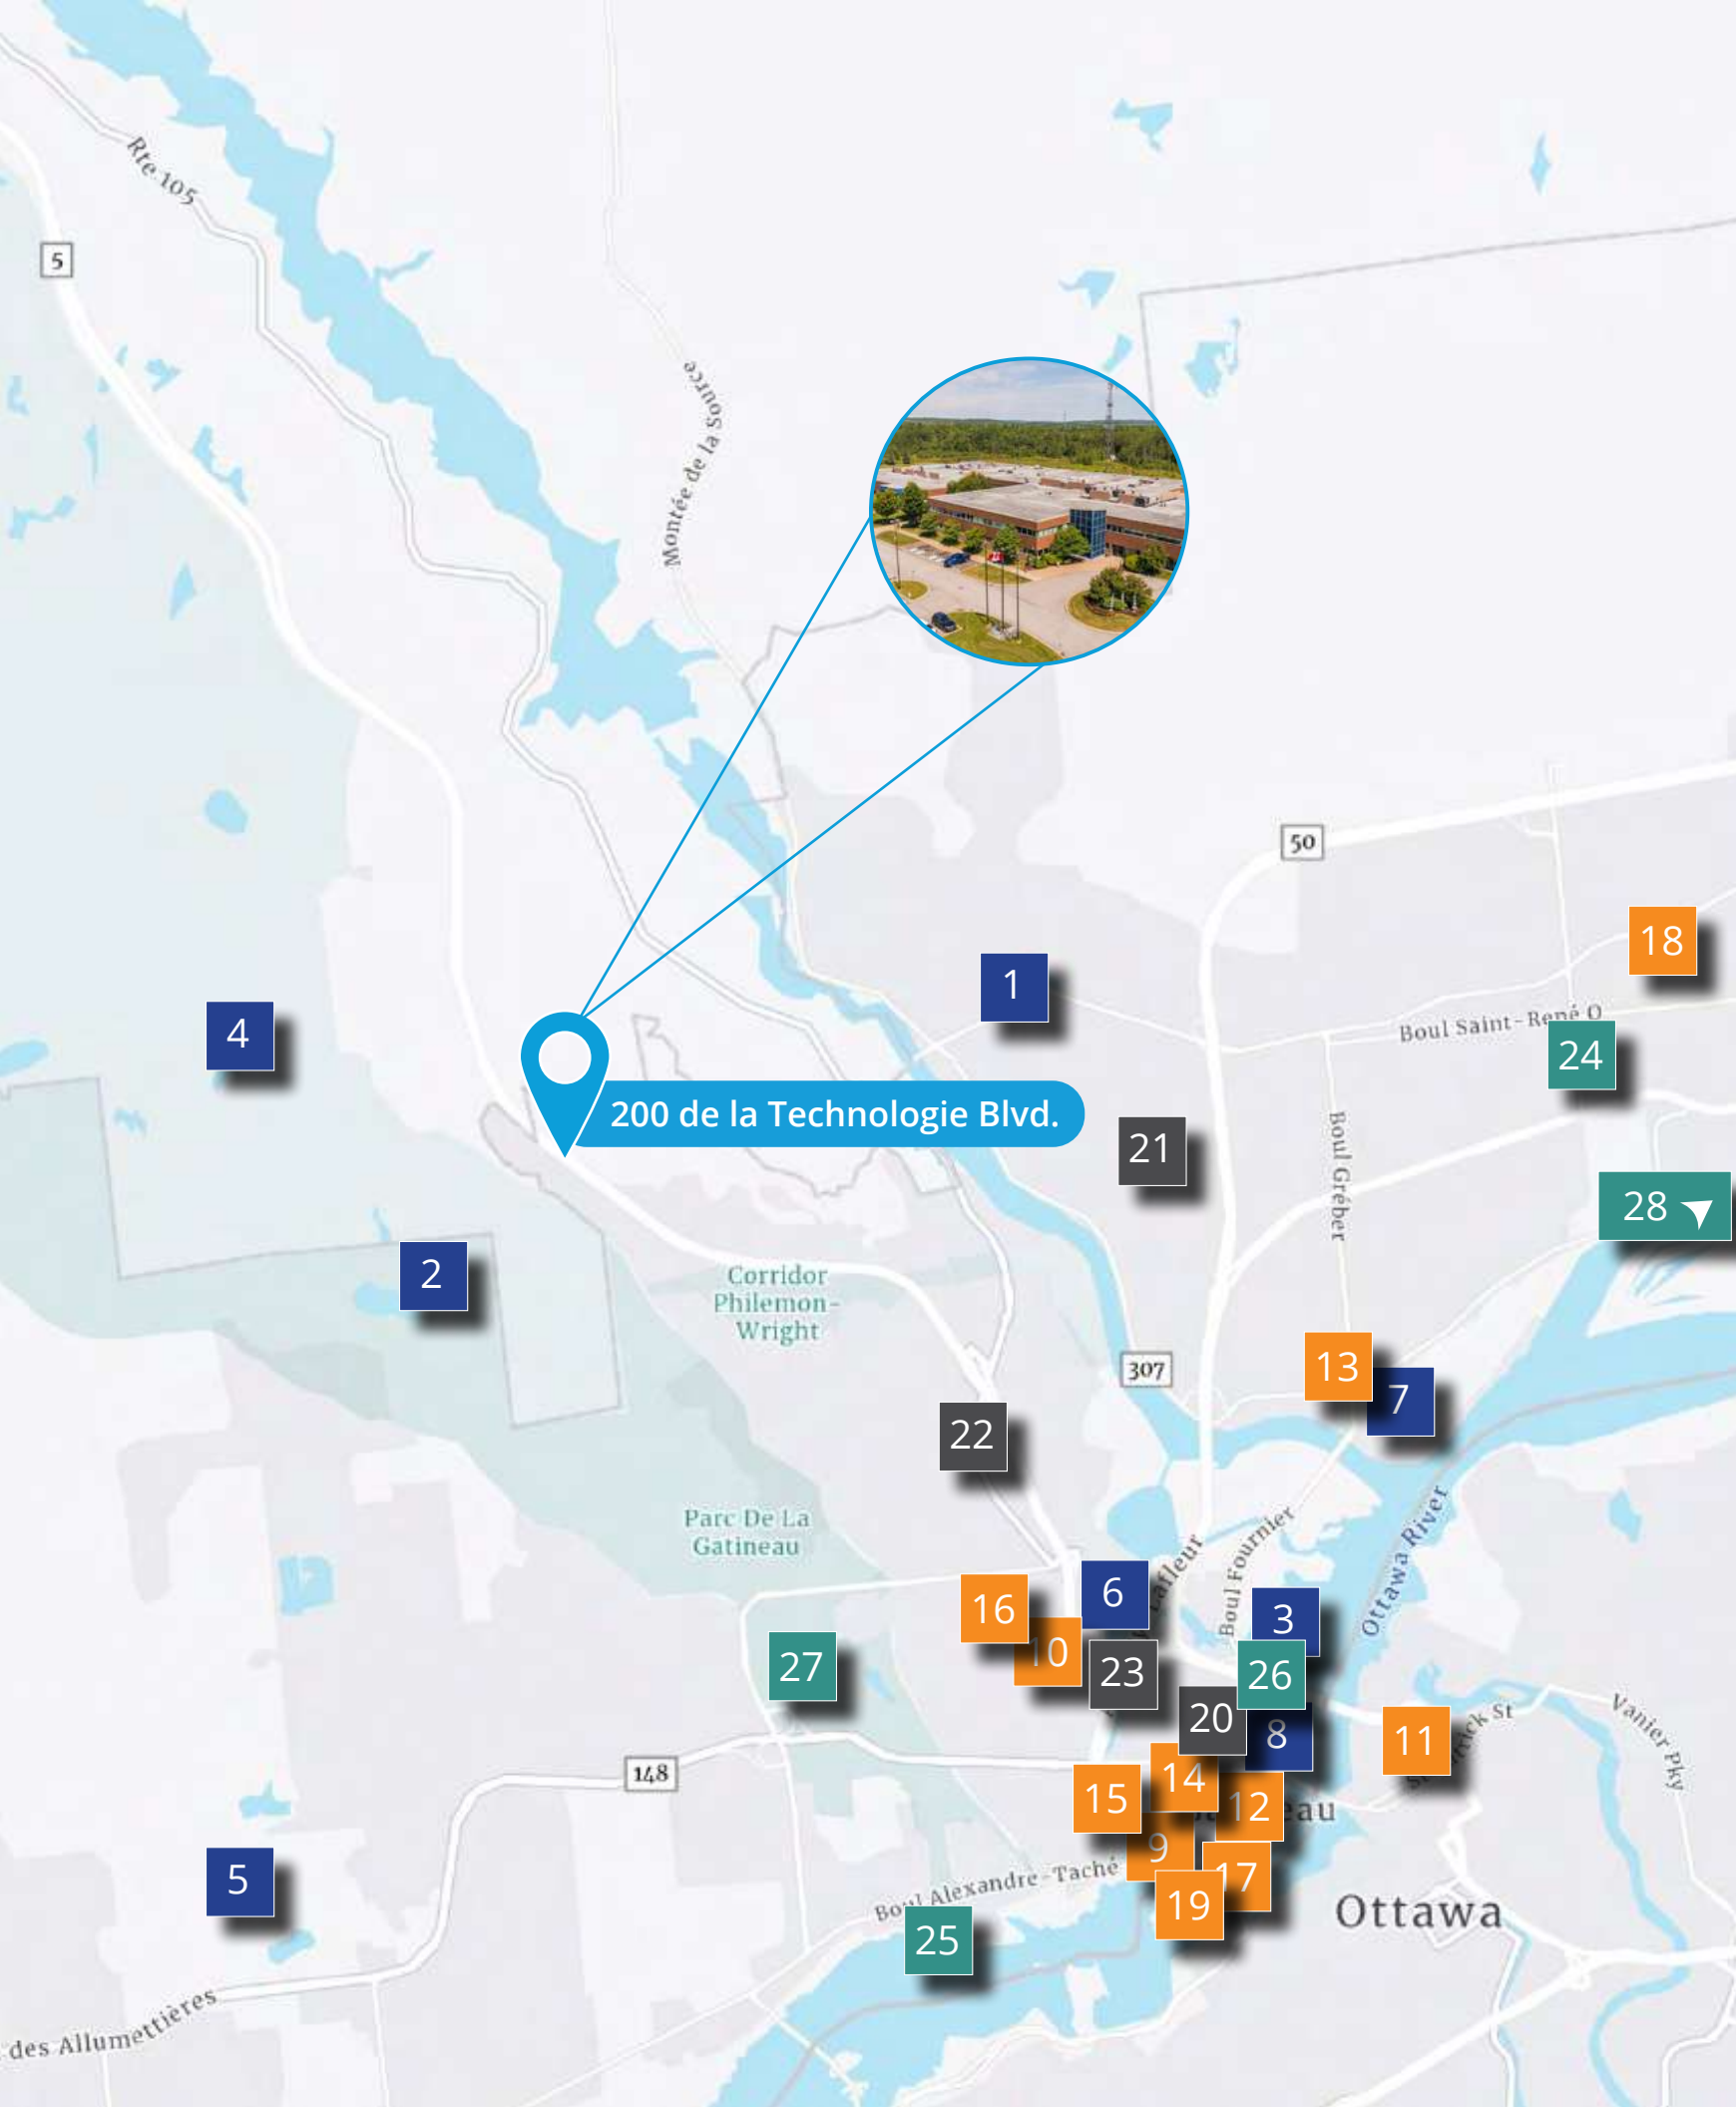 Rte 105
5
Montée de la Source
50
18
1
Boul Saint-René O
4
24
200 de la Technologie Blvd.
21
Boul Gréber
28
2
Corridor
Philemon-
Wright
13
307
7
22
Ottawa River
Parc De La
Gatineau
Lafleur
Boul Fournier
6
16
3
10
27
23
26
Vanier Pky
20
8
11
St
148
14
15
12
eau
9
Boul Alexandre-Taché
17
5
19
Ottawa
25
des Allumettières